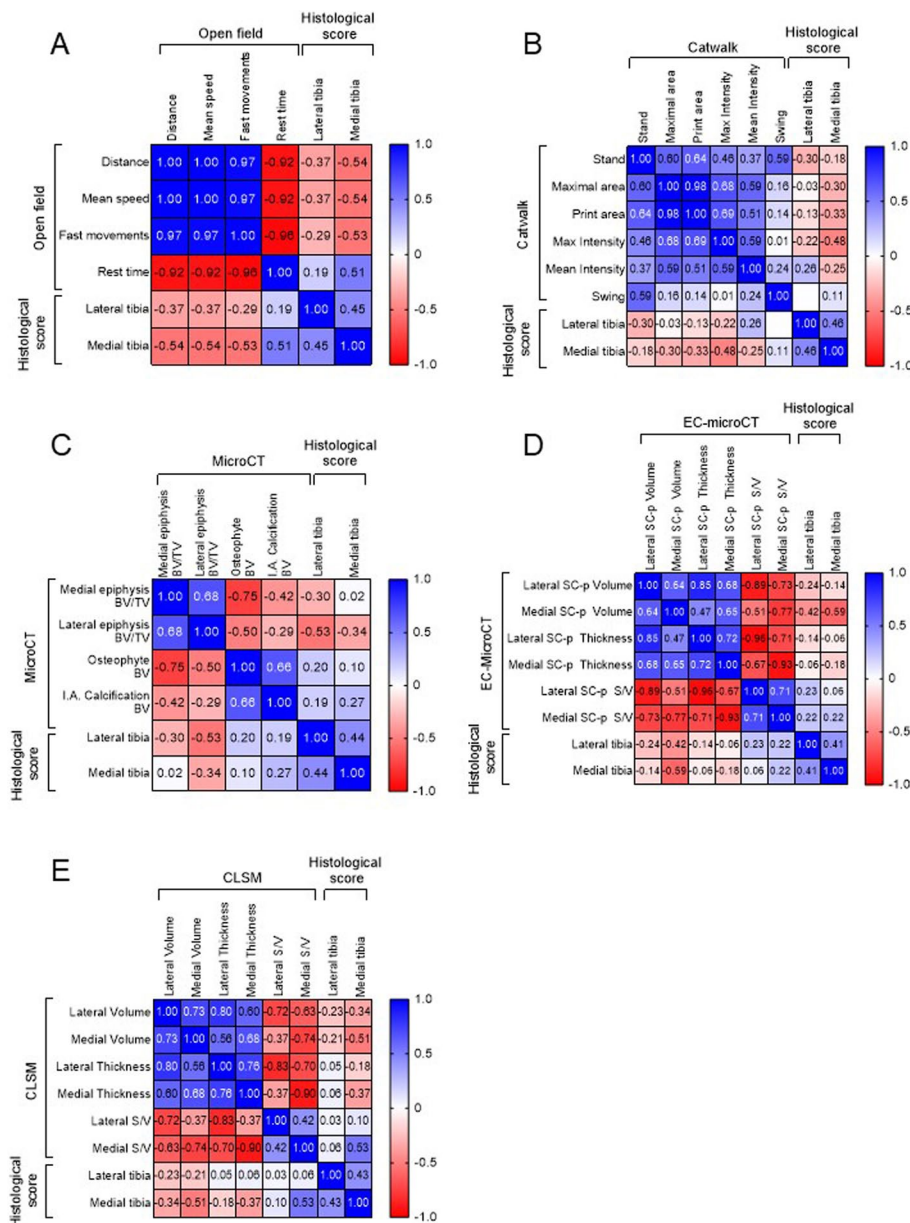 A
Open field
Histological
score
Distance
Mean speed
Fast movements
Rest time
Lateral tibia
Medial tibia
Open field
Histological
score
Distance 1.00 1.00 0.97 -0.92 -0.37 -0.54
Mean speed 1.00 1.00 0.97 -0.92 -0.37 -0.54
Fast movements 0.97 0.97 1.00 -0.96 -0.29 -0.53
Rest time -0.92 -0.92 -0.96 1.00 0.19 0.51
Lateral tibia -0.37 -0.37 -0.29 0.19 1.00 0.45
Medial tibia -0.54 -0.54 -0.53 0.51 0.45 1.00
1.0
0.5
0
-0.5
-1.0
B
Catwalk
Histological
score
Stand
Maximal area
Print area
Max Intensity
Mean Intensity
Swing
Lateral tibia
Medial tibia
Catwalk
Histological
score
Stand 1.00 0.60 0.64 0.46 0.37 0.59 -0.30 -0.18
Maximal area 0.60 1.00 0.98 0.68 0.59 0.16 -0.03 -0.30
Print area 0.64 0.98 1.00 0.69 0.51 0.14 -0.13 -0.33
Max Intensity 0.46 0.68 0.69 1.00 0.59 0.01 -0.22 -0.48
Mean Intensity 0.37 0.59 0.51 0.59 1.00 0.24 0.26 -0.25
Swing 0.59 0.16 0.14 0.01 0.24 1.00 0.11
Lateral tibia -0.30 -0.03 -0.13 -0.22 0.26 1.00 0.46
Medial tibia -0.18 -0.30 -0.33 -0.48 -0.25 0.11 0.46 1.00
1.0
0.5
0
-0.5
-1.0
C
MicroCT
Histological
score
Medial epiphysis
BV/TV
Lateral epiphysis
BV/TV
Osteophyte
BV
I.A. Calcification
BV
Lateral tibia
Medial tibia
MicroCT
Histological
score
Medial epiphysis
BV/TV 1.00 0.68 -0.75 -0.42 -0.30 0.02
Lateral epiphysis
BV/TV 0.68 1.00 -0.50 -0.29 -0.53 -0.34
Osteophyte
BV -0.75 -0.50 1.00 0.66 0.20 0.10
I.A. Calcification
BV -0.42 -0.29 0.66 1.00 0.19 0.27
Lateral tibia -0.30 -0.53 0.20 0.19 1.00 0.44
Medial tibia 0.02 -0.34 0.10 0.27 0.44 1.00
1.0
0.5
0
-0.5
-1.0
D
EC-microCT
Histological
score
Lateral SC-p Volume
Medial SC-p Volume
Lateral SC-p Thickness
Medial SC-p Thickness
Lateral SC-p S/V
Medial SC-p S/V
Lateral tibia
Medial tibia
EC-MicroCT
Histological
score
Lateral SC-p Volume 1.00 0.64 0.85 0.68 -0.89 -0.73 -0.24 -0.14
Medial SC-p Volume 0.64 1.00 0.47 0.65 -0.51 -0.77 -0.42 -0.59
Lateral SC-p Thickness 0.85 0.47 1.00 0.72 -0.96 -0.71 -0.14 -0.06
Medial SC-p Thickness 0.68 0.65 0.72 1.00 -0.67 -0.93 -0.06 -0.18
Lateral SC-p S/V -0.89 -0.51 -0.96 -0.67 1.00 0.71 0.23 0.06
Medial SC-p S/V -0.73 -0.77 -0.71 -0.93 0.71 1.00 0.22 0.22
Lateral tibia -0.24 -0.42 -0.14 -0.06 0.23 0.22 1.00 0.41
Medial tibia -0.14 -0.59 -0.06 -0.18 0.06 0.22 0.41 1.00
1.0
0.5
0
-0.5
-1.0
E
CLSM
Histological
score
Lateral Volume
Medial Volume
Lateral Thickness
Medial Thickness
Lateral S/V
Medial S/V
Lateral tibia
Medial tibia
CLSM
Histological
score
Lateral Volume 1.00 0.73 0.80 0.60 -0.72 -0.63 -0.23 -0.34
Medial Volume 0.73 1.00 0.56 0.68 -0.37 -0.74 -0.21 -0.51
Lateral Thickness 0.80 0.56 1.00 0.76 -0.83 -0.70 0.05 -0.18
Medial Thickness 0.60 0.68 0.76 1.00 -0.37 -0.90 0.06 -0.37
Lateral S/V -0.72 -0.37 -0.83 -0.37 1.00 0.42 0.03 0.10
Medial S/V -0.63 -0.74 -0.70 -0.90 0.42 1.00 0.06 0.53
Lateral tibia -0.23 -0.21 0.05 0.06 0.03 0.06 1.00 0.43
Medial tibia -0.34 -0.51 -0.18 -0.37 0.10 0.53 0.43 1.00
1.0
0.5
0
-0.5
-1.0